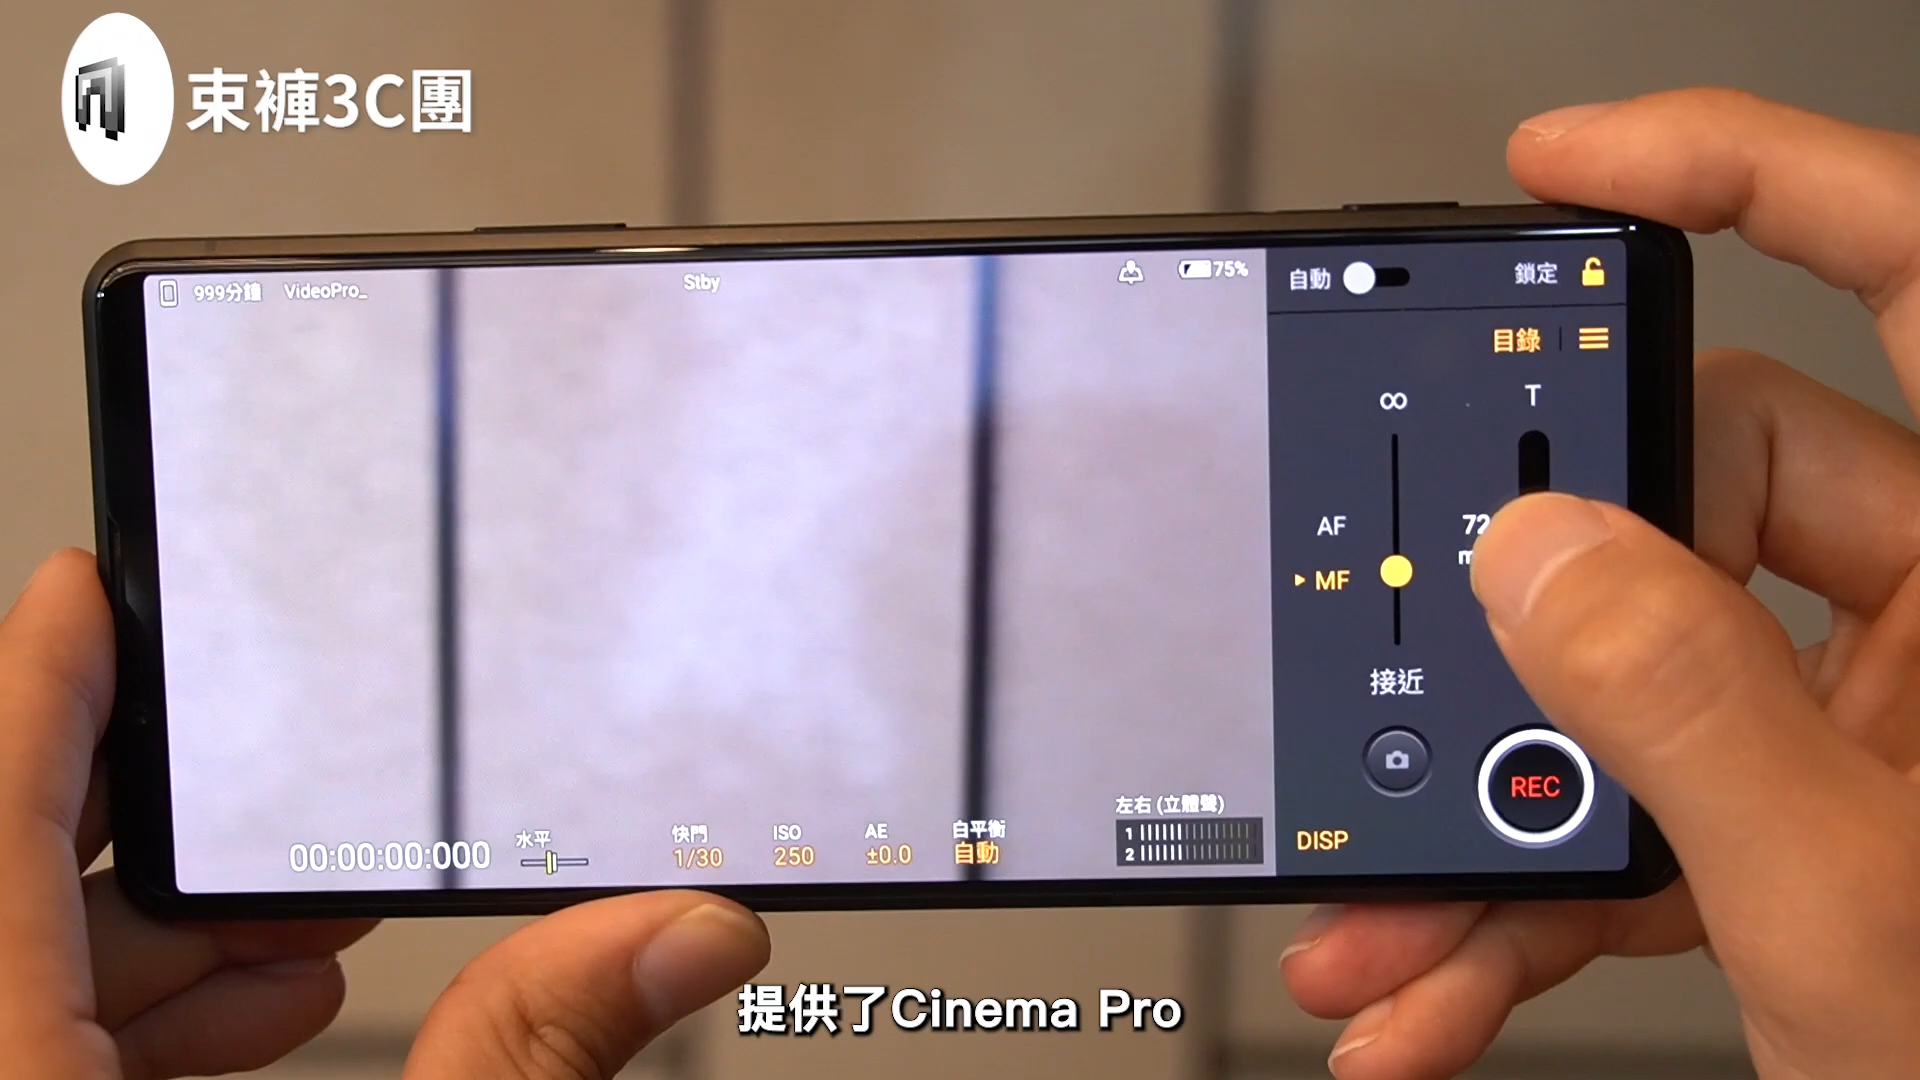 束褲3C團
999分鐘 VideoPro_ Stby 75%
自動 鎖定
目錄
∞ T
AF
MF
接近
REC
DISP
左右 (立體聲)
1
2
00:00:00:000
水平
快門 ISO AE 白平衡
1/30 250 ±0.0 自動
提供了Cinema Pro